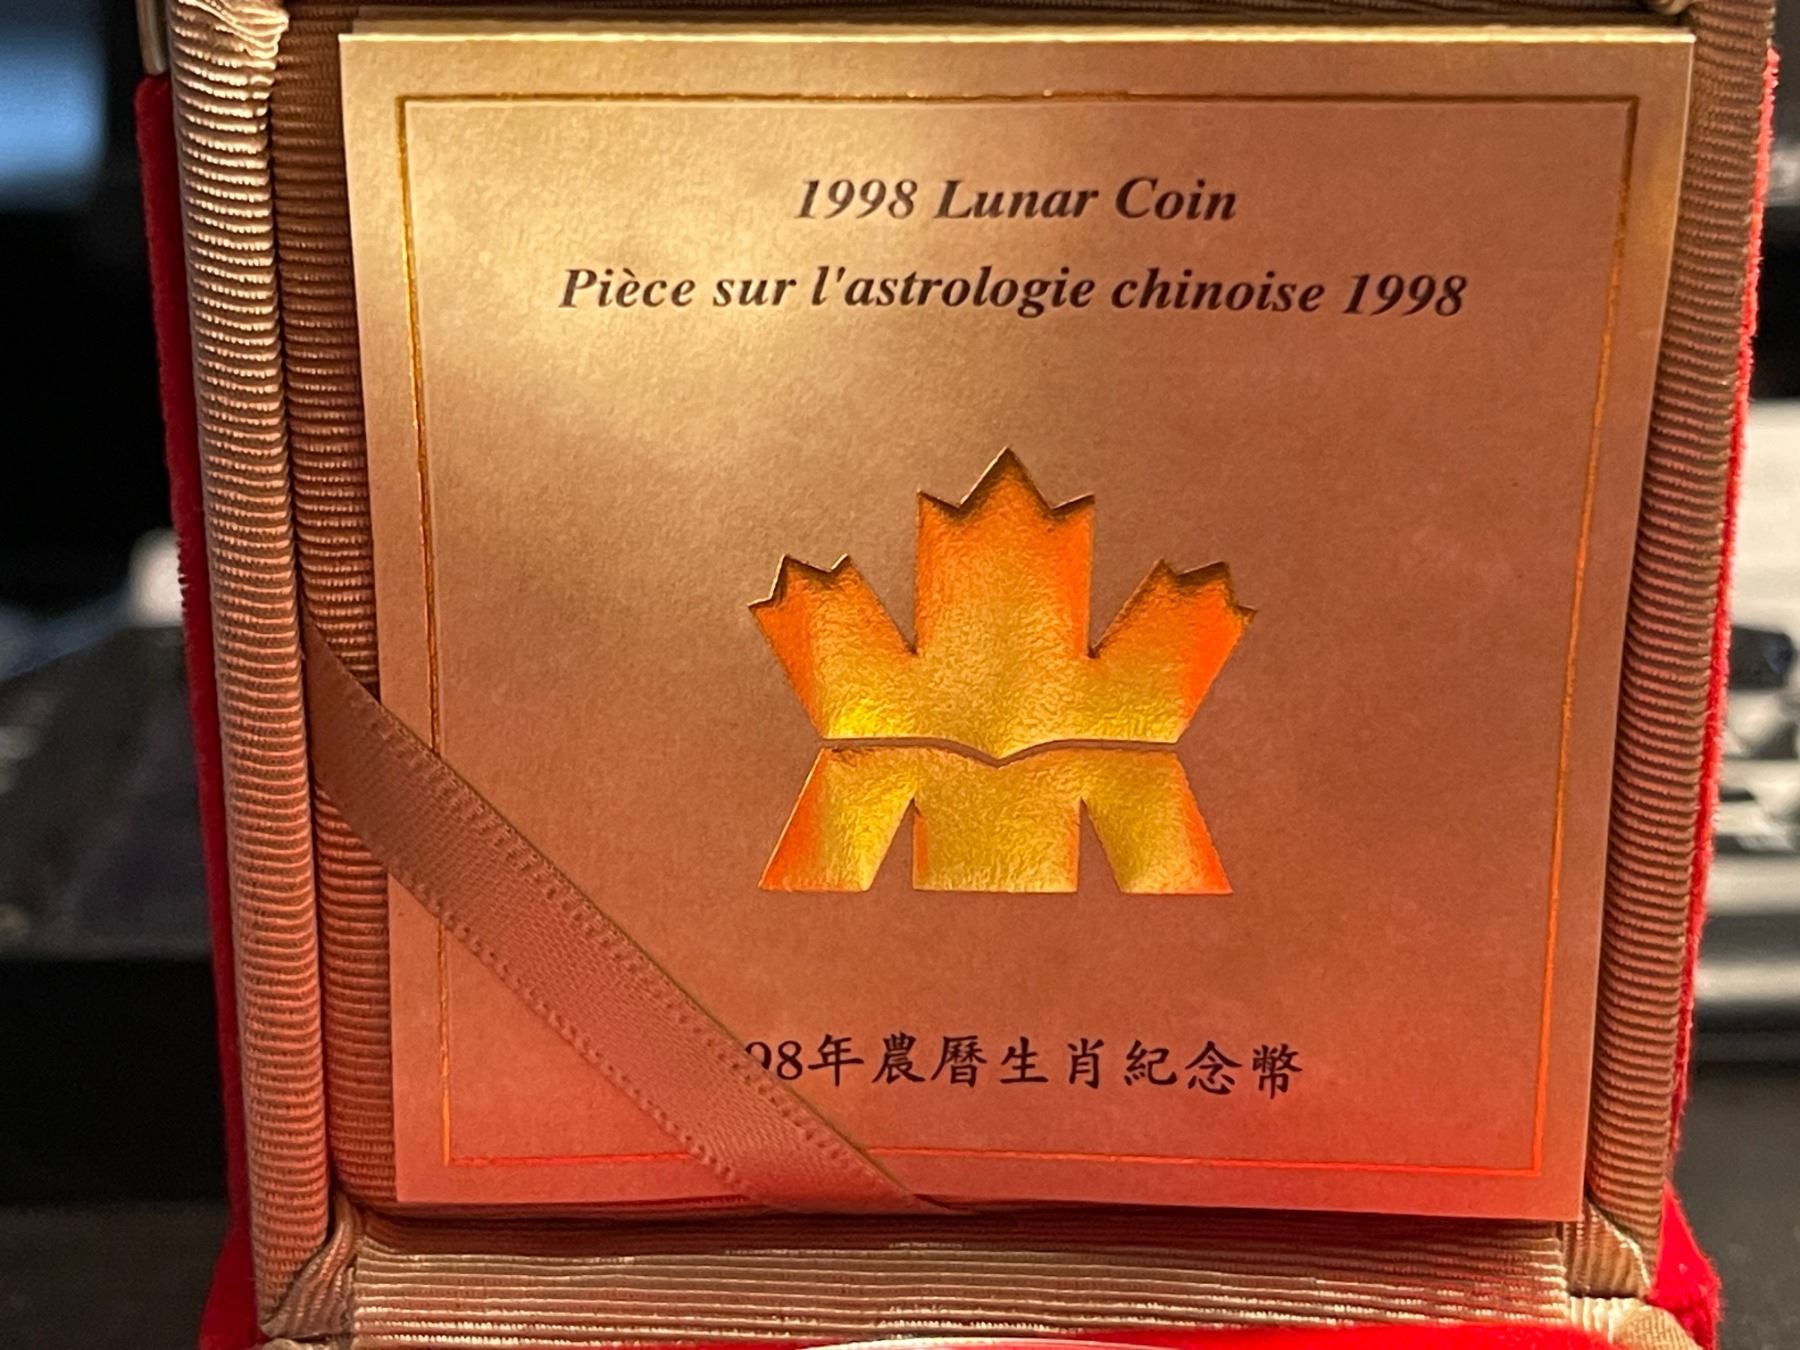 1998 Lunar Coin
Pièce sur l'astrologie chinoise 1998
98年農曆生肖紀念幣